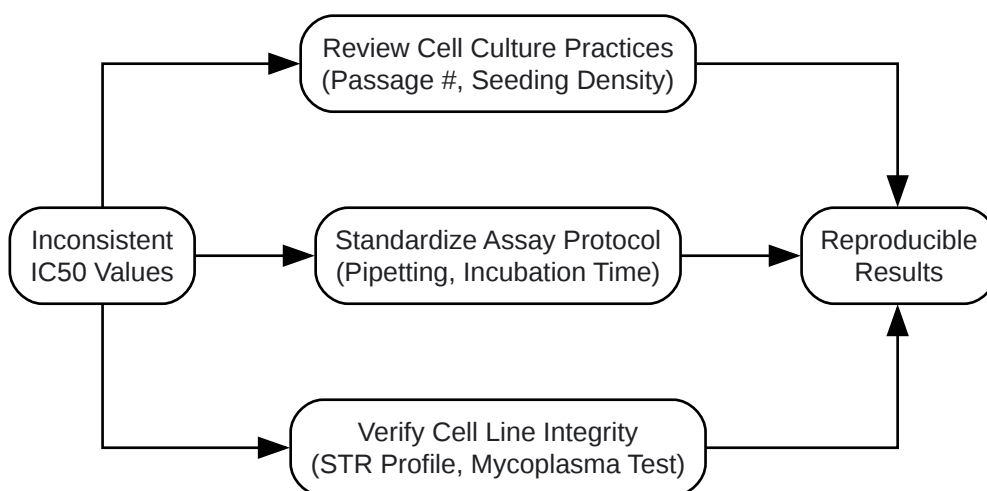 Review Cell Culture Practices
(Passage #, Seeding Density)
Inconsistent
IC50 Values
Standardize Assay Protocol
(Pipetting, Incubation Time)
Reproducible
Results
Verify Cell Line Integrity
(STR Profile, Mycoplasma Test)